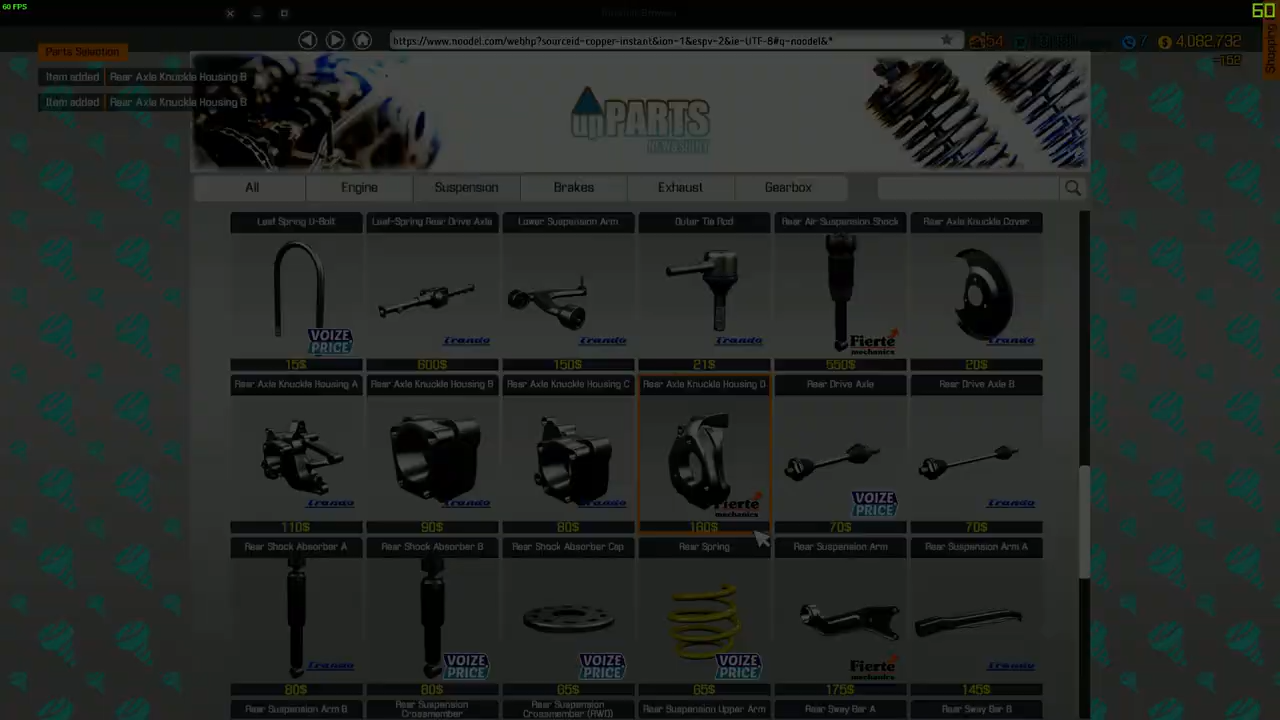 60 FPS
60
https://www.noodel.com/webhp?sourceid-copper-instant&ion-1&espv-2&ie-UTF-8#q-noodel&*
54
7
4,082,732
-152
Shopping
Parts Selection
Item added Rear Axle Knuckle Housing B
Item added Rear Axle Knuckle Housing B
upPARTS
All Engine Suspension Brakes Exhaust Gearbox
Leaf Spring U-Bolt Leaf-Spring Rear Drive Axle Lower Suspension Arm Outer Tie Rod Rear Air Suspension Shock Rear Axle Knuckle Cover
VOIZE PRICE Trando Trando Trando Fierte mechanics Trando
15$ 600$ 150$ 21$ 550$ 20$
Rear Axle Knuckle Housing A Rear Axle Knuckle Housing B Rear Axle Knuckle Housing C Rear Axle Knuckle Housing D Rear Drive Axle Rear Drive Axle B
Trando Trando Trando Fierte mechanics VOIZE PRICE Trando
110$ 90$ 80$ 160$ 70$ 70$
Rear Shock Absorber A Rear Shock Absorber B Rear Shock Absorber Cap Rear Spring Rear Suspension Arm Rear Suspension Arm A
Trando VOIZE PRICE VOIZE PRICE VOIZE PRICE Fierte mechanics Trando
80$ 80$ 65$ 65$ 175$ 145$
Rear Suspension Arm B Rear Suspension Crossmember Rear Suspension Crossmember (RWD) Rear Suspension Upper Arm Rear Sway Bar A Rear Sway Bar B